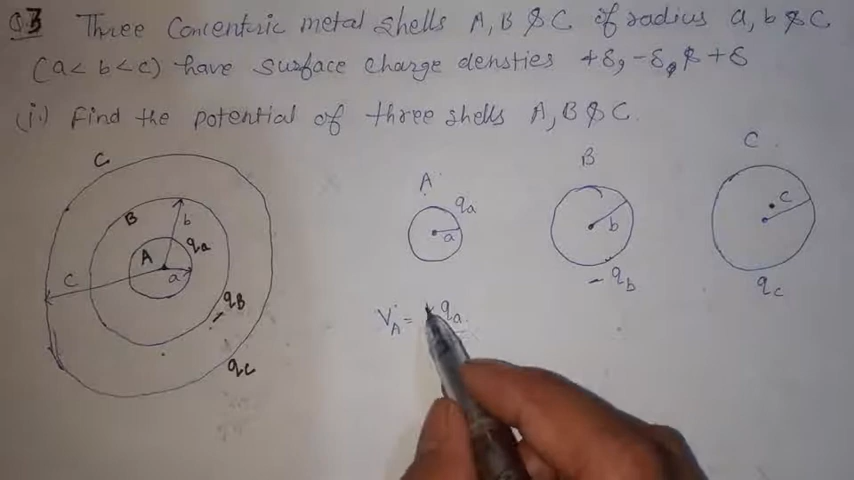 Q3 Three Concentric metal shells A, B & C of radius a, b & C
(a < b < c) have surface charge densties +δ, -δ, & +δ
(i.) Find the potential of three shells A, B & C.
C
B
b
A
qa
a
C
qB
qC
A
qa
a
B
b
- qb
C
c
qc
VA = qa